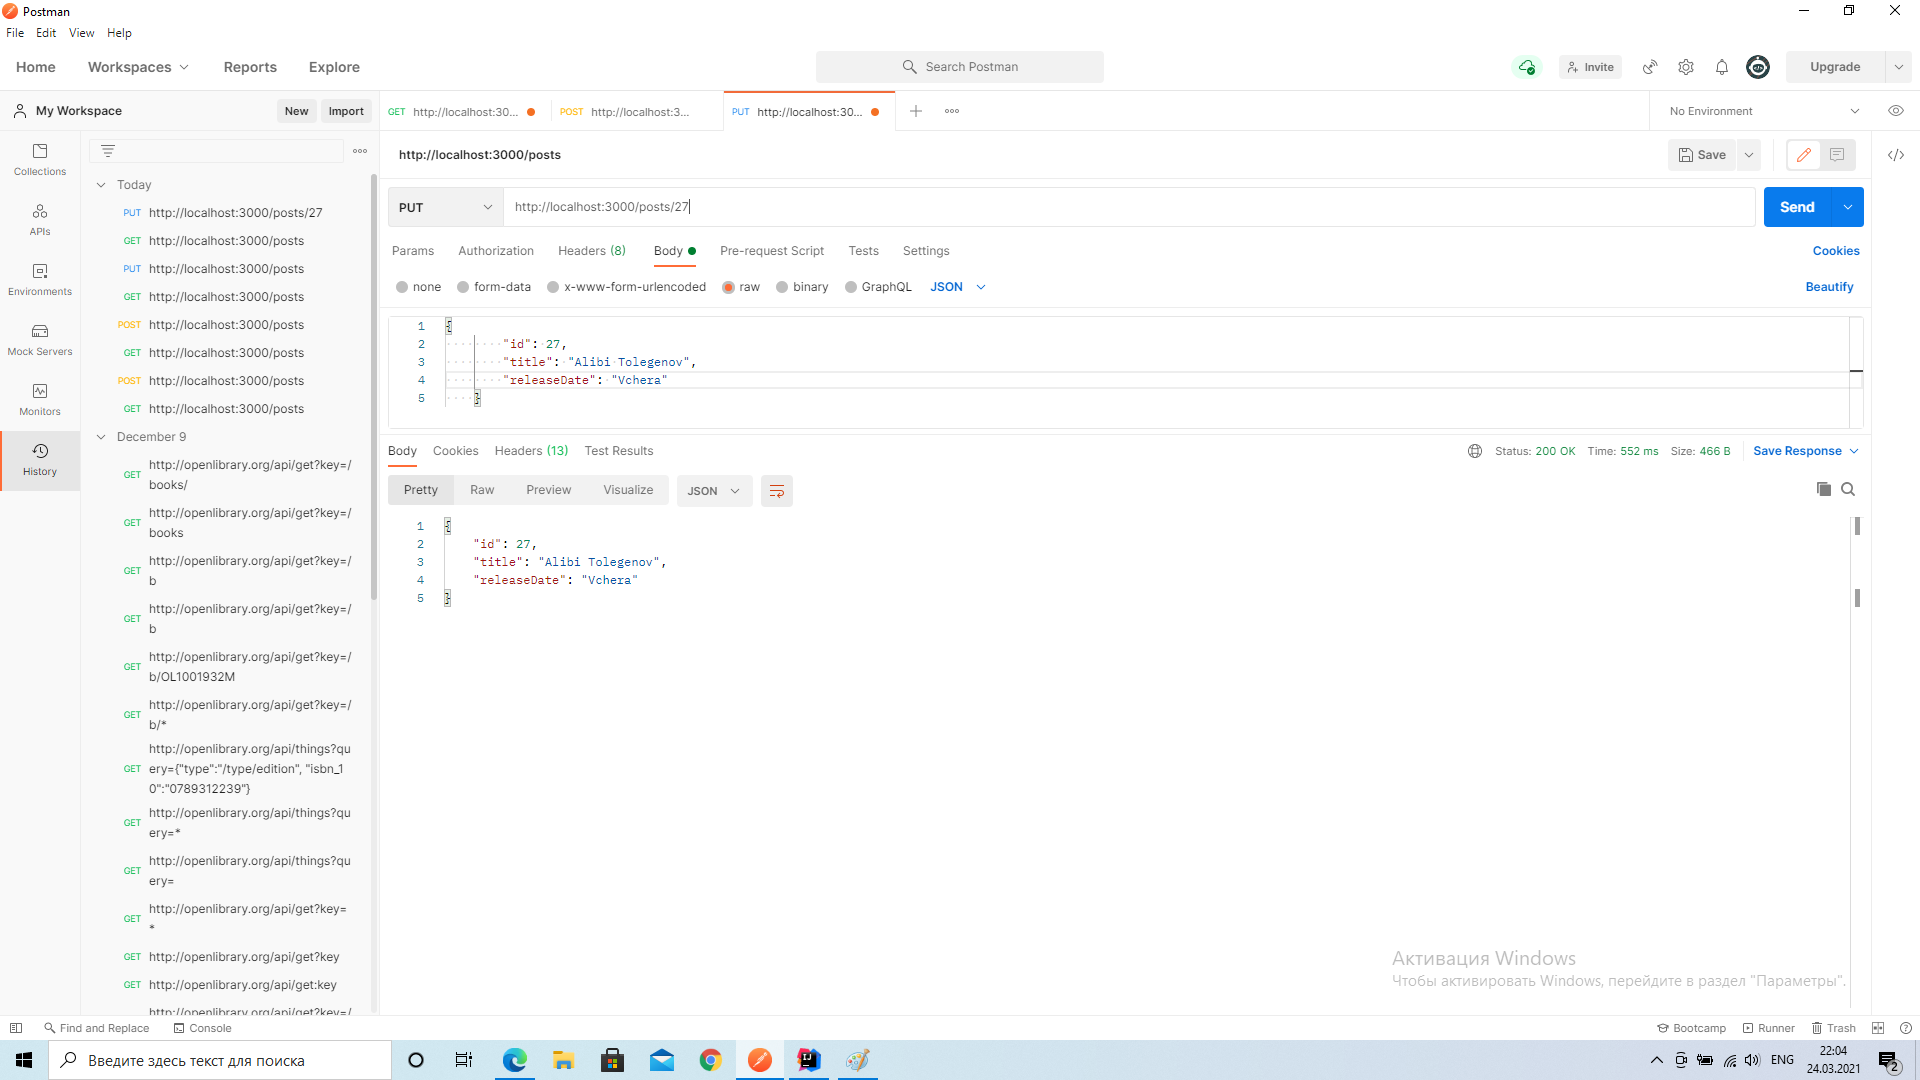 Postman
File Edit View Help
Home Workspaces Reports Explore
Search Postman
Invite
Upgrade
My Workspace
New Import
GET http://localhost:30...
POST http://localhost:3...
PUT http://localhost:30...
No Environment
Collections
APIs
Environments
Mock Servers
Monitors
History
Today
PUT http://localhost:3000/posts/27
GET http://localhost:3000/posts
PUT http://localhost:3000/posts
GET http://localhost:3000/posts
POST http://localhost:3000/posts
GET http://localhost:3000/posts
POST http://localhost:3000/posts
GET http://localhost:3000/posts
December 9
GET http://openlibrary.org/api/get?key=/
books/
GET http://openlibrary.org/api/get?key=/
books
GET http://openlibrary.org/api/get?key=/
b
GET http://openlibrary.org/api/get?key=/
b
GET http://openlibrary.org/api/get?key=/
b/OL1001932M
GET http://openlibrary.org/api/get?key=/
b/*
http://openlibrary.org/api/things?qu
GET ery={"type":"/type/edition", "isbn_1
0":"0789312239"}
GET http://openlibrary.org/api/things?qu
ery=*
GET http://openlibrary.org/api/things?qu
ery=
GET http://openlibrary.org/api/get?key=
*
GET http://openlibrary.org/api/get?key
GET http://openlibrary.org/api/get:key
http://openlibrary.org/api/get?key=/
http://localhost:3000/posts
Save
PUT http://localhost:3000/posts/27
Send
Params Authorization Headers (8) Body Pre-request Script Tests Settings
Cookies
none form-data x-www-form-urlencoded raw binary GraphQL JSON
Beautify
1 {
2 "id": 27,
3 "title": "Alibi Tolegenov",
4 "releaseDate": "Vchera"
5 }
Body Cookies Headers (13) Test Results
Status: 200 OK Time: 552 ms Size: 466 B Save Response
Pretty Raw Preview Visualize JSON
1 {
2 "id": 27,
3 "title": "Alibi Tolegenov",
4 "releaseDate": "Vchera"
5 }
Активация Windows
Чтобы активировать Windows, перейдите в раздел "Параметры".
Find and Replace Console
Bootcamp Runner Trash
Введите здесь текст для поиска
ENG
22:04
24.03.2021
2